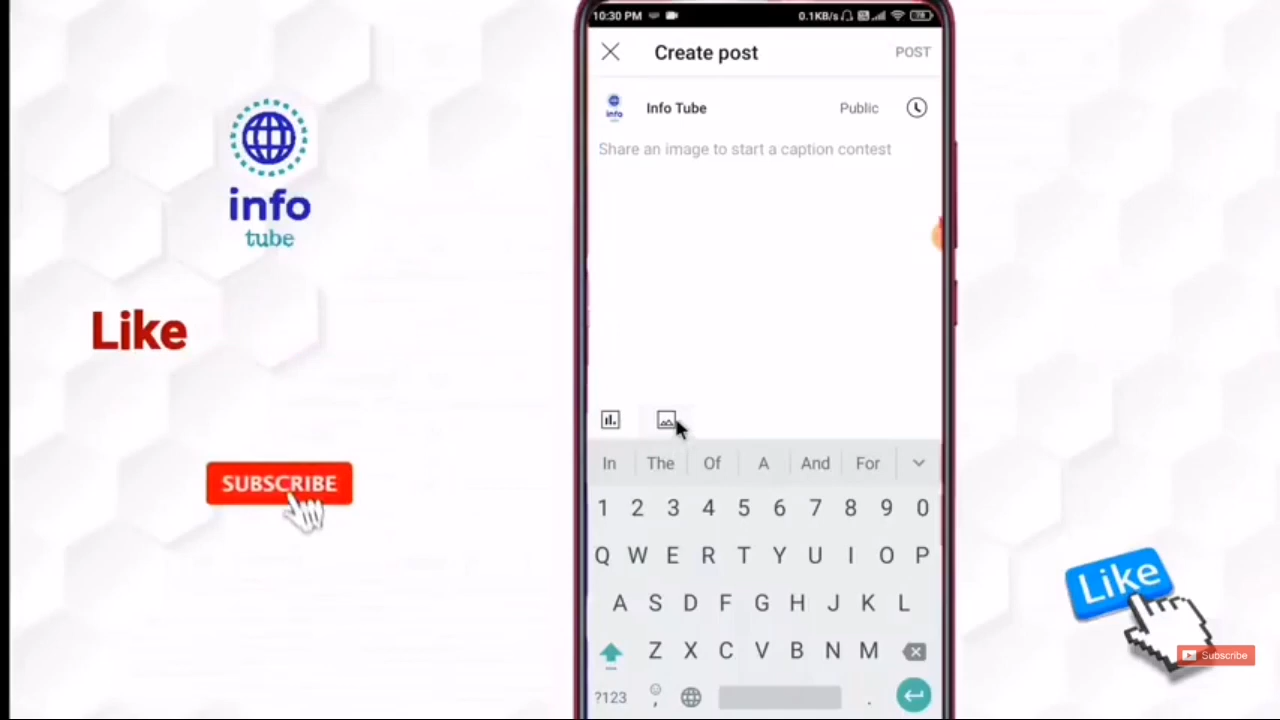 10:30 PM
0.1KB/s
78
Create post
POST
info
Info Tube
Public
Share an image to start a caption contest
info
tube
Like
SUBSCRIBE
In The Of A And For
1 2 3 4 5 6 7 8 9 0
Q W E R T Y U I O P
A S D F G H J K L
Z X C V B N M
?123 , .
Like
Subscribe